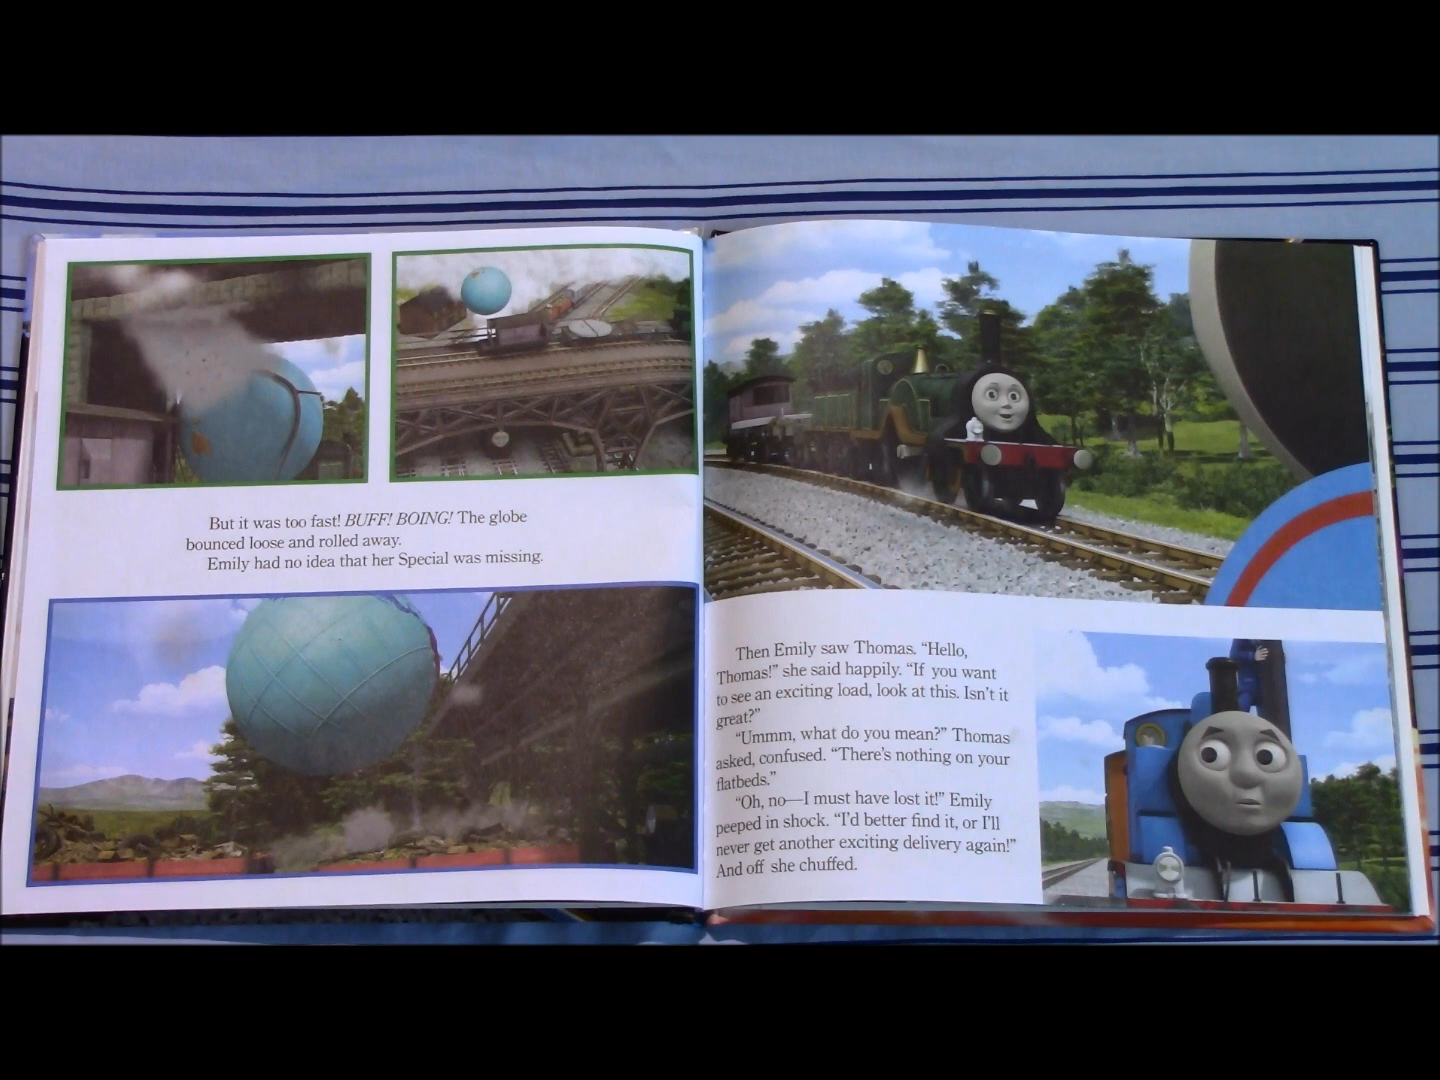 But it was too fast! BUFF! BOING! The globe
bounced loose and rolled away.
Emily had no idea that her Special was missing.
Then Emily saw Thomas. “Hello,
Thomas!” she said happily. “If you want
to see an exciting load, look at this. Isn’t it
great?”
“Ummm, what do you mean?” Thomas
asked, confused. “There’s nothing on your
flatbeds.”
“Oh, no—I must have lost it!” Emily
peeped in shock. “I’d better find it, or I’ll
never get another exciting delivery again!”
And off she chuffed.